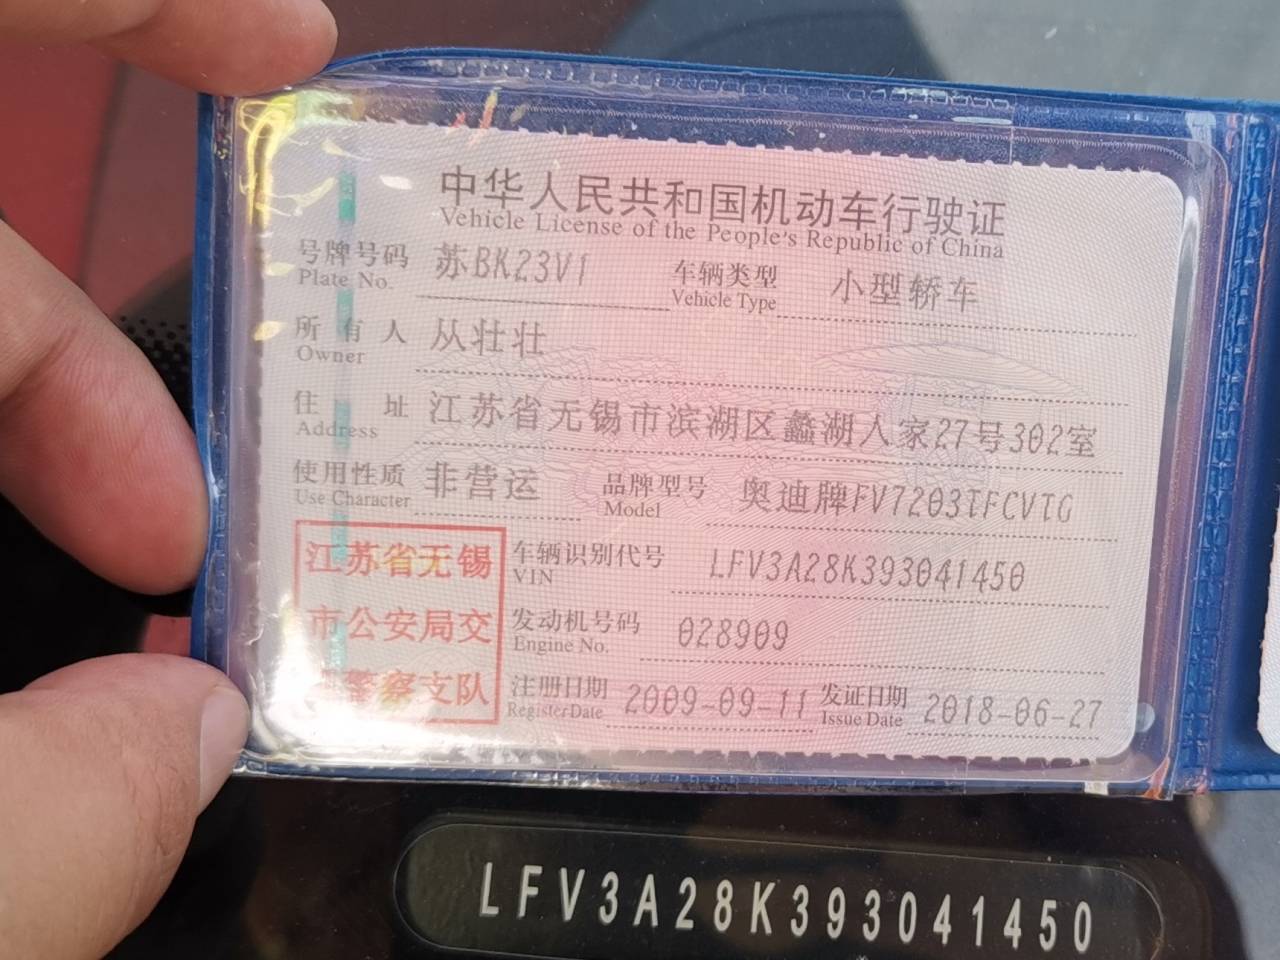 中华人民共和国机动车行驶证
Vehicle License of the People's Republic of China
号牌号码 苏BK23V1 车辆类型 小型轿车
Plate No. Vehicle Type
所有人 从壮壮
Owner
住址 江苏省无锡市滨湖区蠡湖人家27号302室
Address
使用性质 非营运 品牌型号 奥迪牌FV7203TFCVTG
Use Character Model
江苏省无锡
市公安局交
警察支队
车辆识别代号 LFV3A28K393041450
VIN
发动机号码 028909
Engine No.
注册日期 2009-09-11 发证日期 2018-06-27
Register Date Issue Date
LFV3A28K393041450